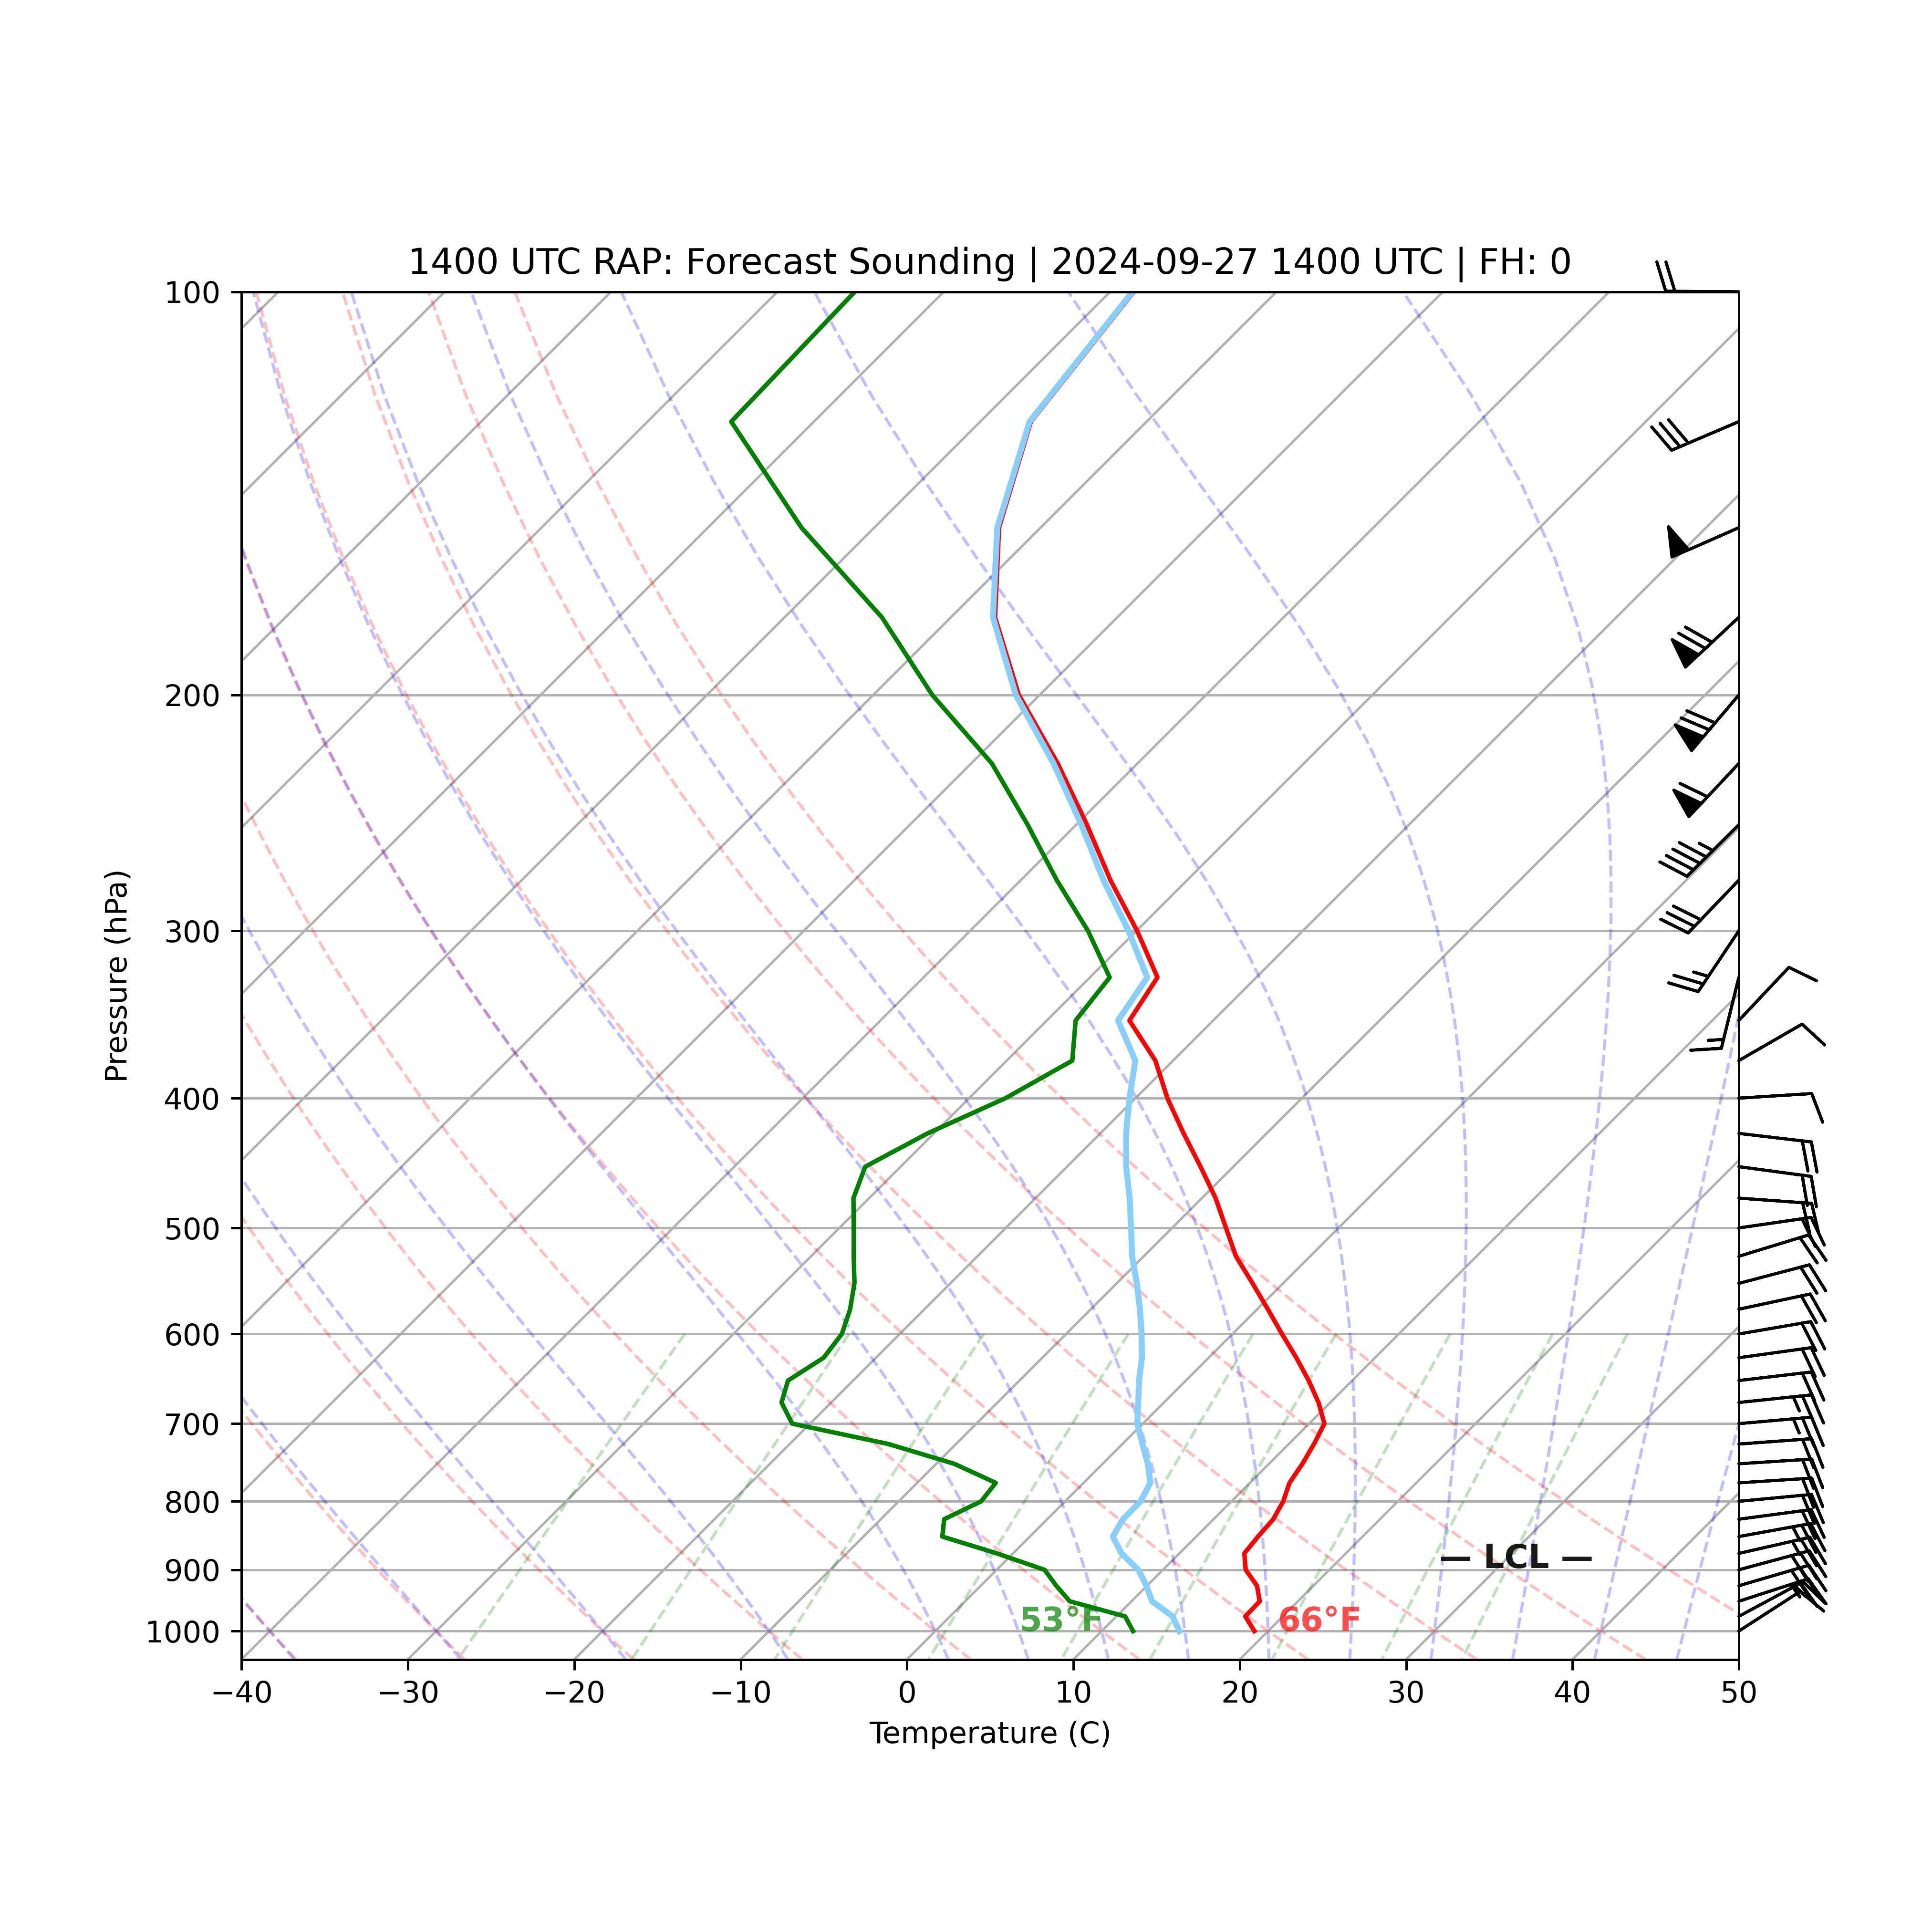 1400 UTC RAP: Forecast Sounding | 2024-09-27 1400 UTC | FH: 0
100
200
300
400
500
600
700
800
900
1000
Pressure (hPa)
— LCL —
53°F
66°F
−40 −30 −20 −10 0 10 20 30 40 50
Temperature (C)